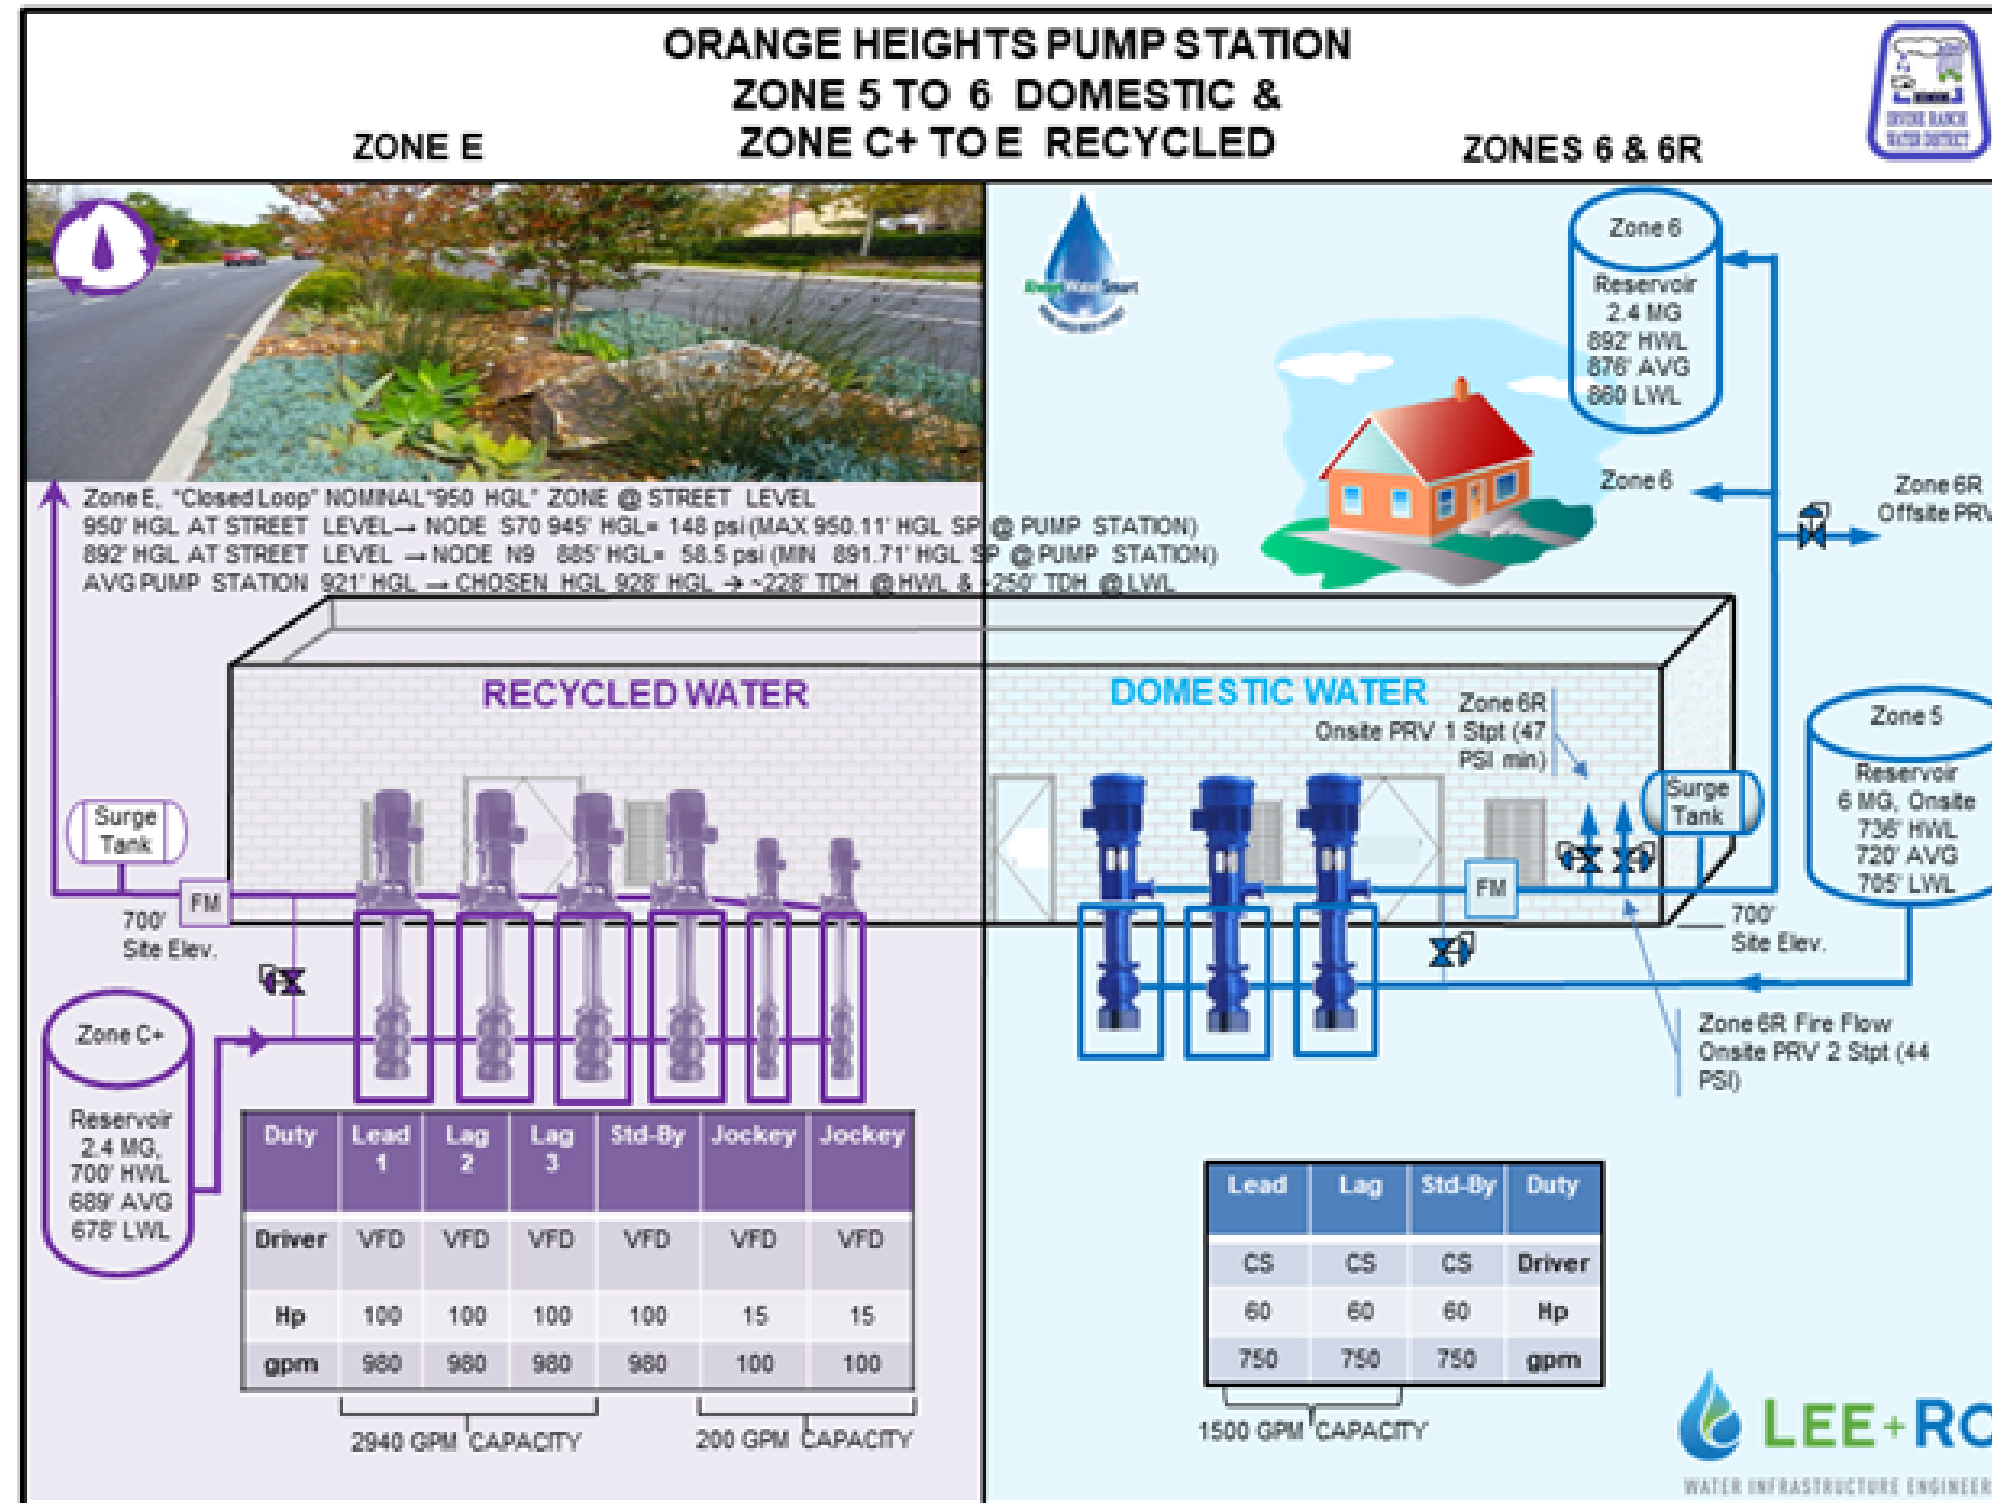 ORANGE HEIGHTS PUMP STATION
ZONE 5 TO 6 DOMESTIC &
ZONE C+ TO E RECYCLED
ZONE E
ZONES 6 & 6R
IRVINE RANCH
WATER DISTRICT
Always Water Smart
Zone 6
Reservoir
2.4 MG
892' HWL
876' AVG
860 LWL
Zone 6
Zone 6R
Offsite PRV
Zone E, "Closed Loop" NOMINAL "950 HGL" ZONE @ STREET LEVEL
950' HGL AT STREET LEVEL→ NODE S70 945' HGL= 148 psi (MAX 950.11' HGL SP @ PUMP STATION)
892' HGL AT STREET LEVEL → NODE N9 885' HGL= 58.5 psi (MIN 891.71' HGL SP @ PUMP STATION)
AVG PUMP STATION 921' HGL → CHOSEN HGL 928' HGL → ~228' TDH @ HWL & ~250' TDH @ LWL
RECYCLED WATER
DOMESTIC WATER
Zone 6R
Onsite PRV 1 Stpt (47
PSI min)
Zone 5
Reservoir
6 MG, Onsite
736' HWL
720' AVG
705' LWL
Surge
Tank
Surge
Tank
FM
FM
700'
Site Elev.
700'
Site Elev.
Zone C+
Reservoir
2.4 MG,
700' HWL
689' AVG
678' LWL
Zone 6R Fire Flow
Onsite PRV 2 Stpt (44
PSI)
Duty Lead 1 Lag 2 Lag 3 Std-By Jockey Jockey
Driver VFD VFD VFD VFD VFD VFD
Hp 100 100 100 100 15 15
gpm 980 980 980 980 100 100
2940 GPM CAPACITY
200 GPM CAPACITY
Lead Lag Std-By Duty
CS CS CS Driver
60 60 60 Hp
750 750 750 gpm
1500 GPM CAPACITY
LEE+RO
WATER INFRASTRUCTURE ENGINEER